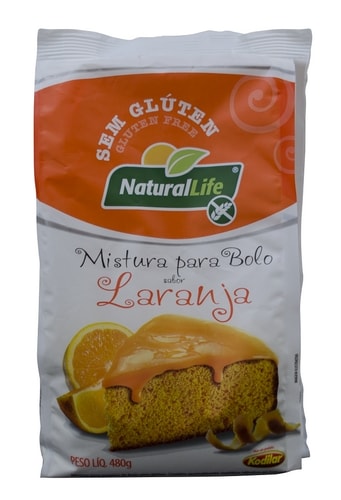 SEM GLÚTEN
GLUTEN FREE
NaturalLife®
Mistura para Bolo
sabor
Laranja
PESO LÍQ. 480g
Kodilar